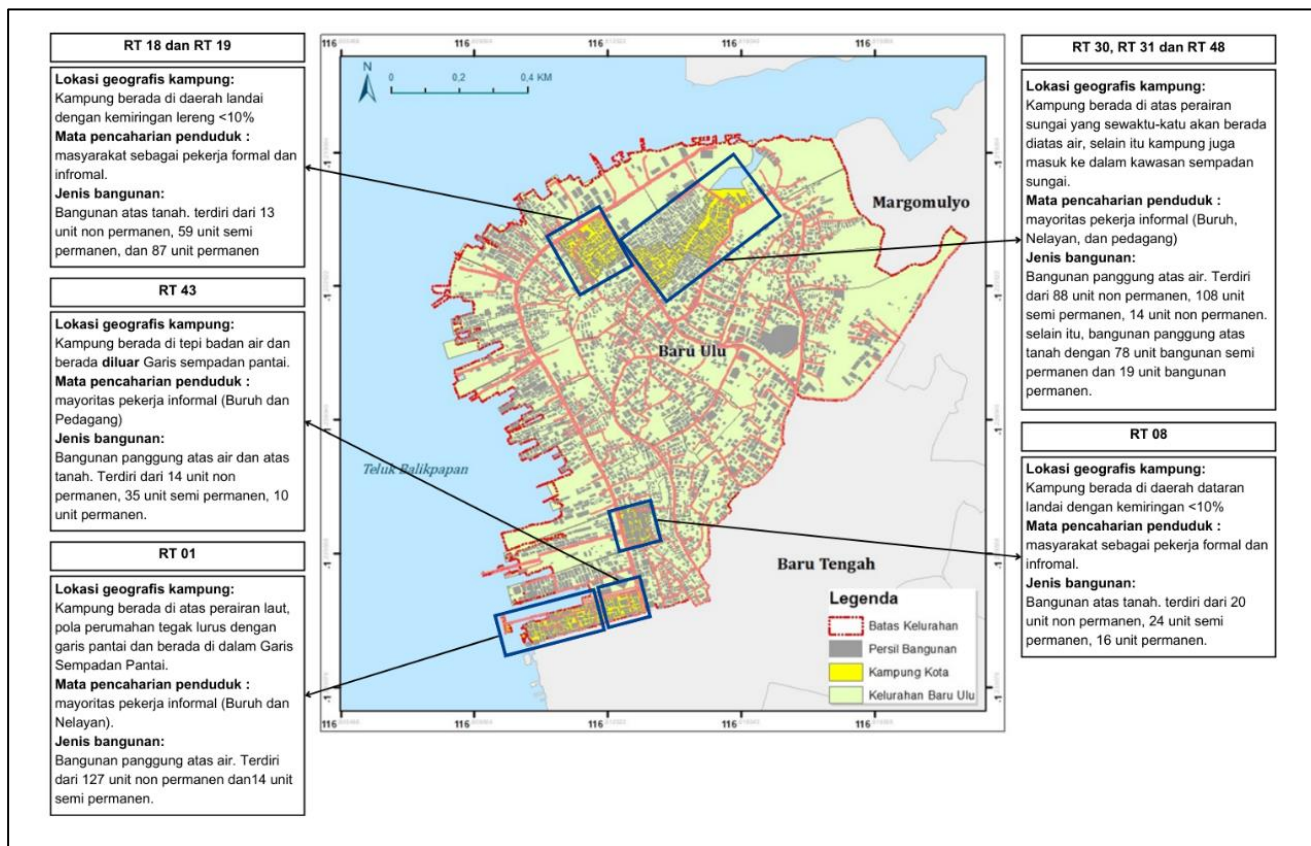 RT 18 dan RT 19
Lokasi geografis kampung:
Kampung berada di daerah landai
dengan kemiringan lereng <10%
Mata pencaharian penduduk :
masyarakat sebagai pekerja formal dan
infromal.
Jenis bangunan:
Bangunan atas tanah. terdiri dari 13
unit non permanen, 59 unit semi
permanen, dan 87 unit permanen
RT 43
Lokasi geografis kampung:
Kampung berada di tepi badan air dan
berada diluar Garis sempadan pantai.
Mata pencaharian penduduk :
mayoritas pekerja informal (Buruh dan
Pedagang)
Jenis bangunan:
Bangunan panggung atas air dan atas
tanah. Terdiri dari 14 unit non
permanen, 35 unit semi permanen, 10
unit permanen.
RT 01
Lokasi geografis kampung:
Kampung berada di atas perairan laut,
pola perumahan tegak lurus dengan
garis pantai dan berada di dalam Garis
Sempadan Pantai.
Mata pencaharian penduduk :
mayoritas pekerja informal (Buruh dan
Nelayan).
Jenis bangunan:
Bangunan panggung atas air. Terdiri
dari 127 unit non permanen dan14 unit
semi permanen.
116 116 116 116 116
N
0 0,2 0,4 KM
Margomulyo
Baru Ulu
Teluk Balikpapan
Baru Tengah
Legenda
Batas Kelurahan
Persil Bangunan
Kampung Kota
Kelurahan Baru Ulu
116 116 116 116 116
RT 30, RT 31 dan RT 48
Lokasi geografis kampung:
Kampung berada di atas perairan
sungai yang sewaktu-katu akan berada
diatas air, selain itu kampung juga
masuk ke dalam kawasan sempadan
sungai.
Mata pencaharian penduduk :
mayoritas pekerja informal (Buruh,
Nelayan, dan pedagang)
Jenis bangunan:
Bangunan panggung atas air. Terdiri
dari 88 unit non permanen, 108 unit
semi permanen, 14 unit non permanen.
selain itu, bangunan panggung atas
tanah dengan 78 unit bangunan semi
permanen dan 19 unit bangunan
permanen.
RT 08
Lokasi geografis kampung:
Kampung berada di daerah dataran
landai dengan kemiringan <10%
Mata pencaharian penduduk :
masyarakat sebagai pekerja formal dan
infromal.
Jenis bangunan:
Bangunan atas tanah. terdiri dari 20
unit non permanen, 24 unit semi
permanen, 16 unit permanen.